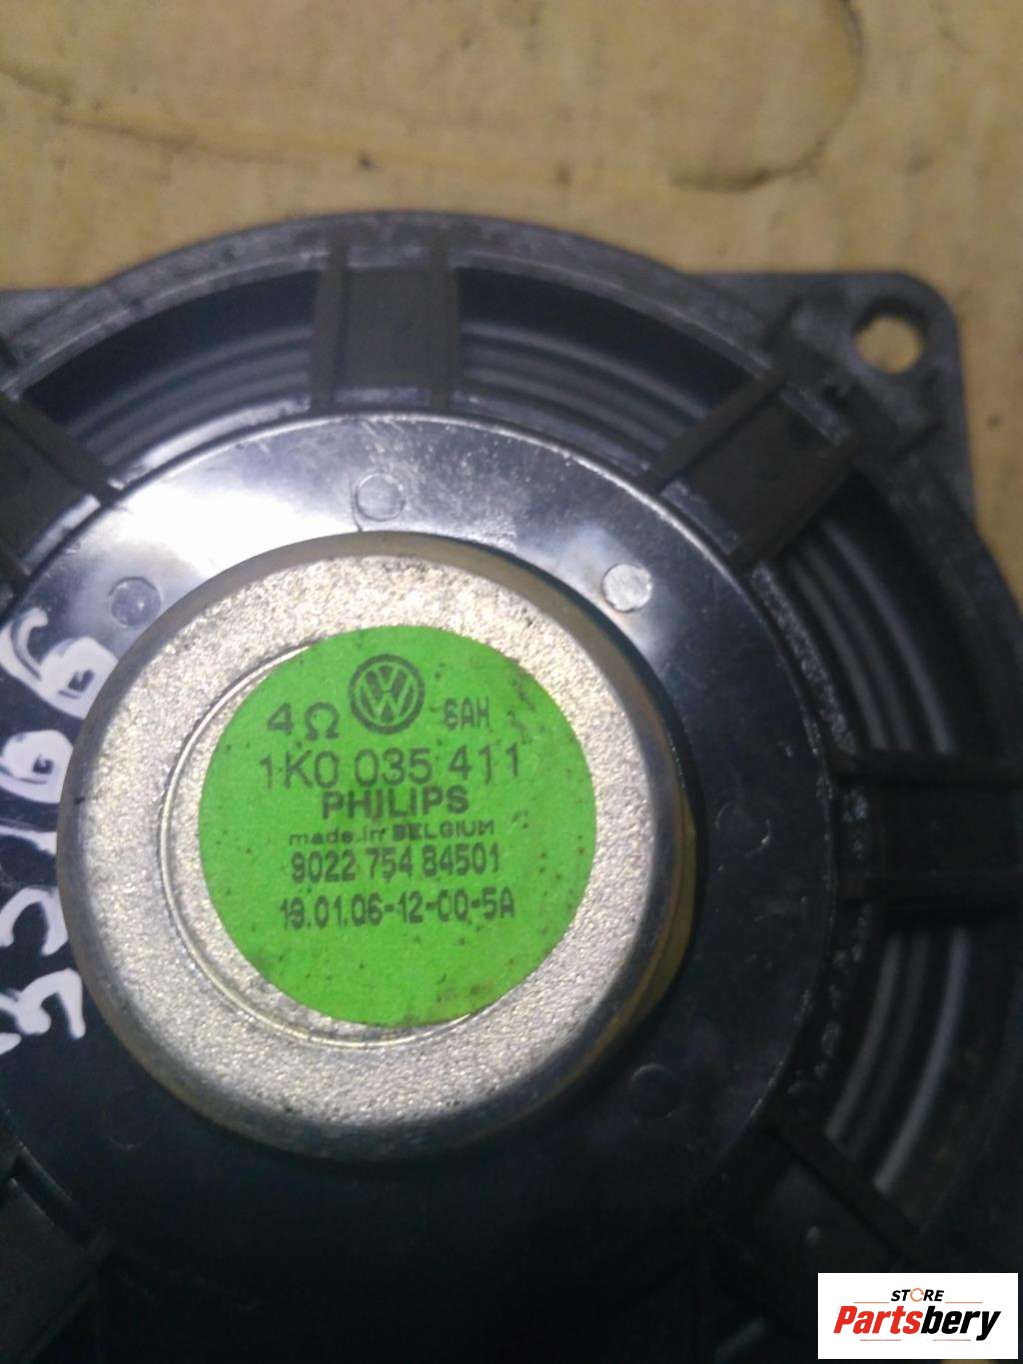 4Ω VW 6AH
1K0 035 411
PHILIPS
made in BELGIUM
9022 754 84501
19.01.06-12-00-5A
STORE
Partsbery